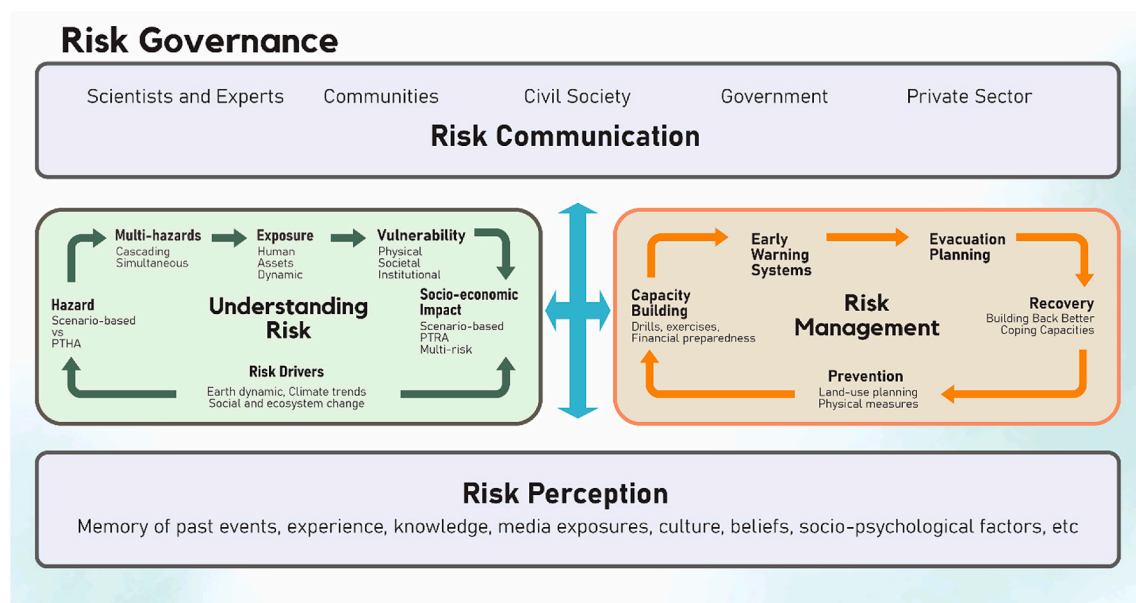 Risk Governance
Scientists and Experts
Communities
Civil Society
Government
Private Sector
Risk Communication
Multi-hazards
Cascading
Simultaneous
Exposure
Human
Assets
Dynamic
Vulnerability
Physical
Societal
Institutional
Hazard
Scenario-based
vs
PTHA
Understanding
Risk
Socio-economic
Impact
Scenario-based
PTRA
Multi-risk
Risk Drivers
Earth dynamic, Climate trends
Social and ecosystem change
Early
Warning
Systems
Evacuation
Planning
Capacity
Building
Drills, exercises,
Financial preparedness
Risk
Management
Recovery
Building Back Better
Coping Capacities
Prevention
Land-use planning
Physical measures
Risk Perception
Memory of past events, experience, knowledge, media exposures, culture, beliefs, socio-psychological factors, etc